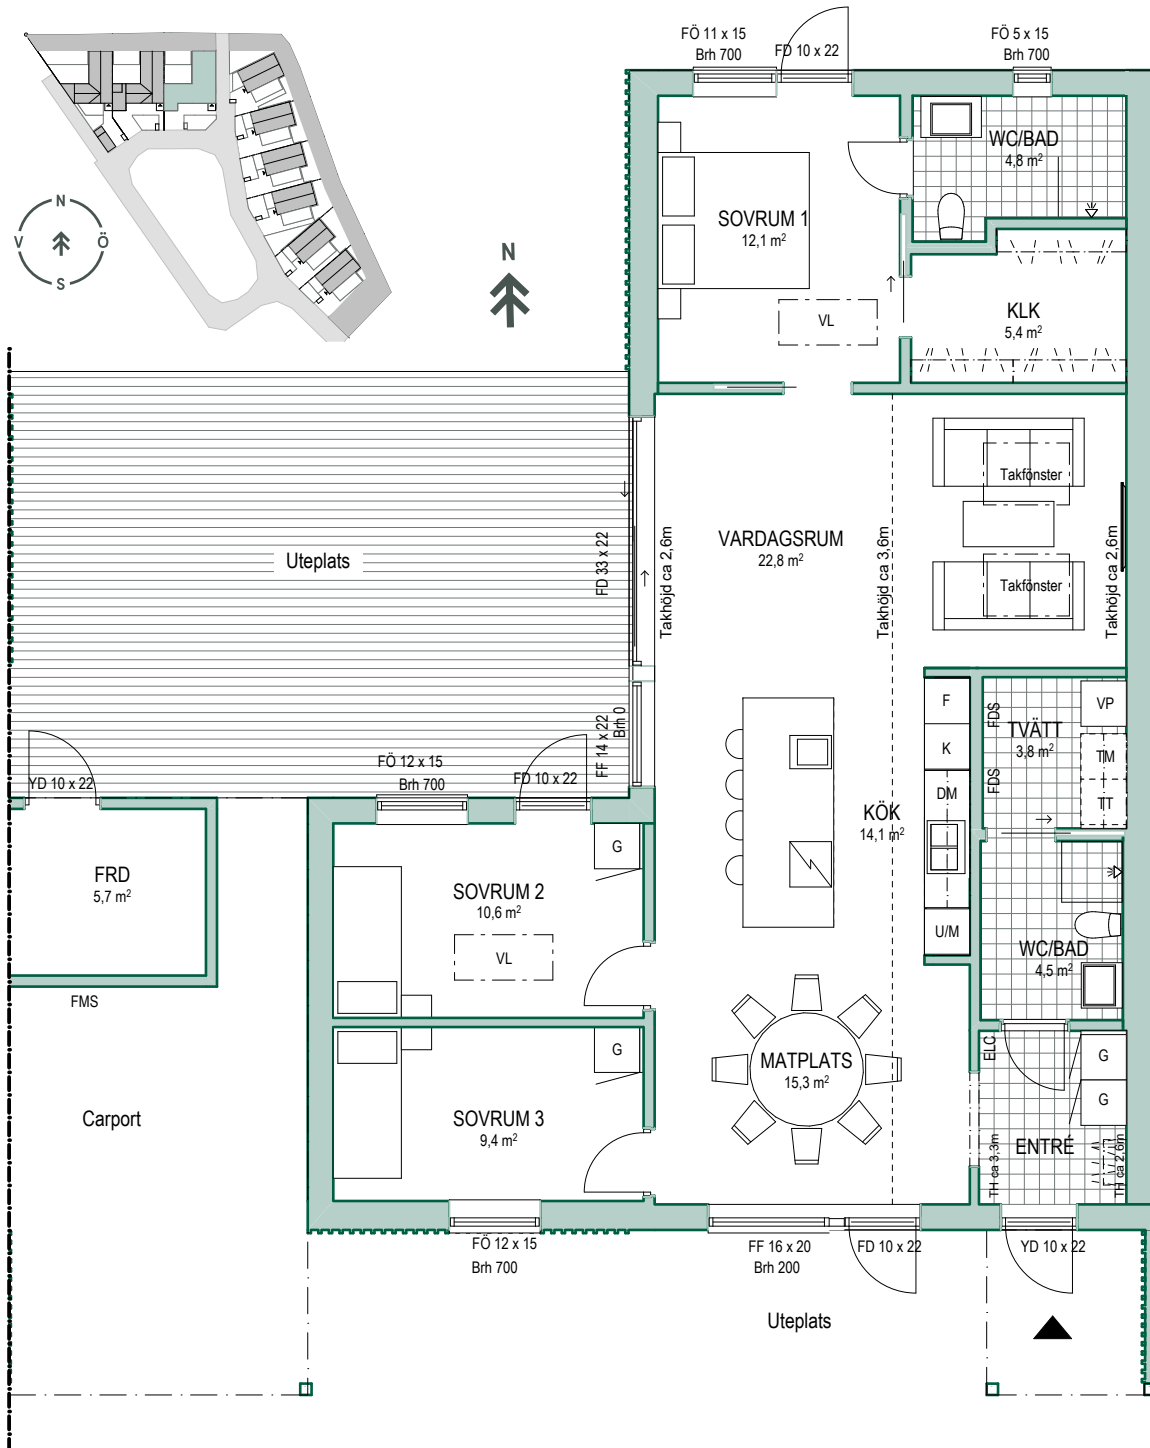 FÖ 11 x 15
Brh 700
FD 10 x 22
FÖ 5 x 15
Brh 700
N
V
Ö
S
N
WC/BAD
4,8 m²
SOVRUM 1
12,1 m²
VL
KLK
5,4 m²
Takfönster
Takfönster
VARDAGSRUM
22,8 m²
Takhöjd ca 2,6m
Takhöjd ca 3,6m
Takhöjd ca 2,6m
Uteplats
FD 33 x 22
FF 14 x 22
Brh 0
YD 10 x 22
FÖ 12 x 15
Brh 700
FD 10 x 22
F
K
DM
U/M
FDS
FDS
TVÄTT
3,8 m²
VP
TM
TT
KÖK
14,1 m²
FRD
5,7 m²
FMS
SOVRUM 2
10,6 m²
VL
G
WC/BAD
4,5 m²
Carport
SOVRUM 3
9,4 m²
G
MATPLATS
15,3 m²
ELC
G
G
ENTRÉ
TH ca 3,3m
TH ca 2,6m
FÖ 12 x 15
Brh 700
FF 16 x 20
Brh 200
FD 10 x 22
YD 10 x 22
Uteplats